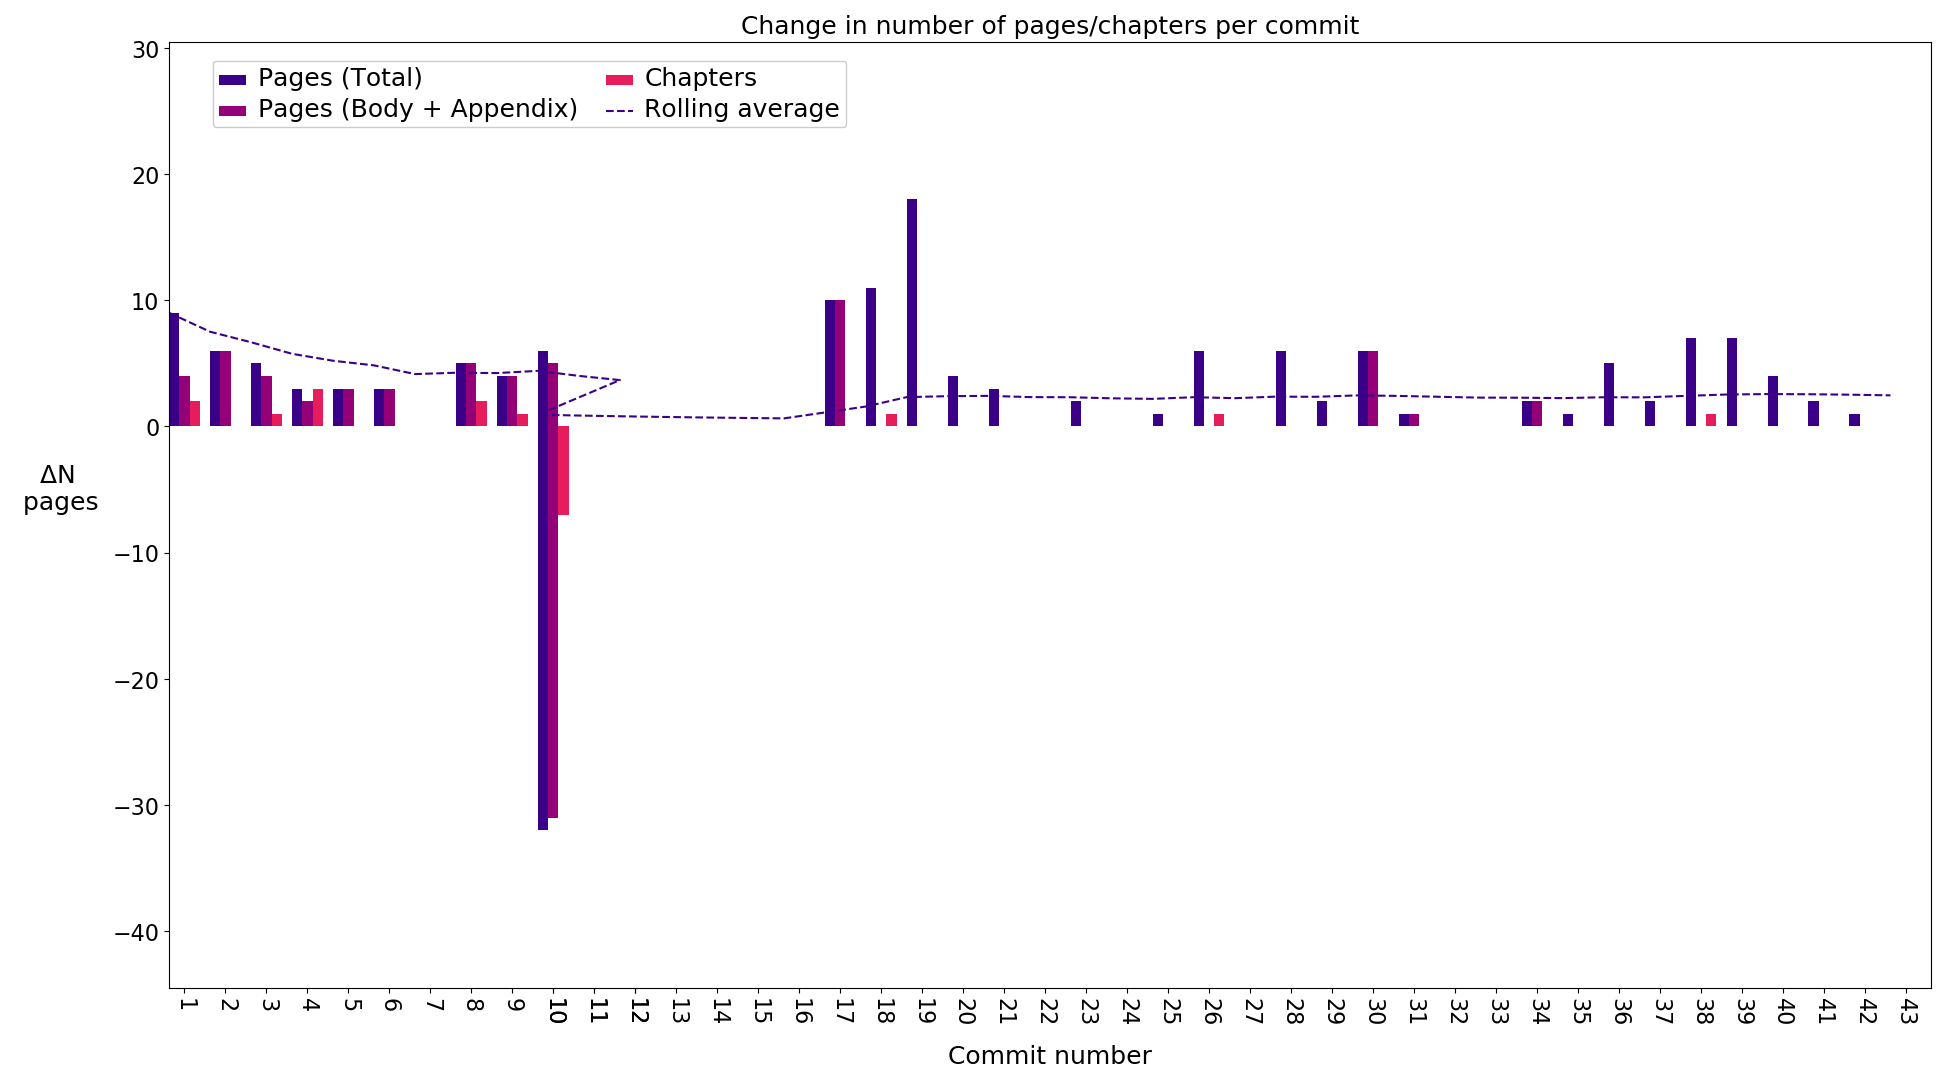 Change in number of pages/chapters per commit
30
20
10
0
−10
−20
−30
−40
Pages (Total)
Pages (Body + Appendix)
Chapters
Rolling average
ΔN
pages
1 2 3 4 5 6 7 8 9 10 11 12 13 14 15 16 17 18 19 20 21 22 23 24 25 26 27 28 29 30 31 32 33 34 35 36 37 38 39 40 41 42 43
Commit number